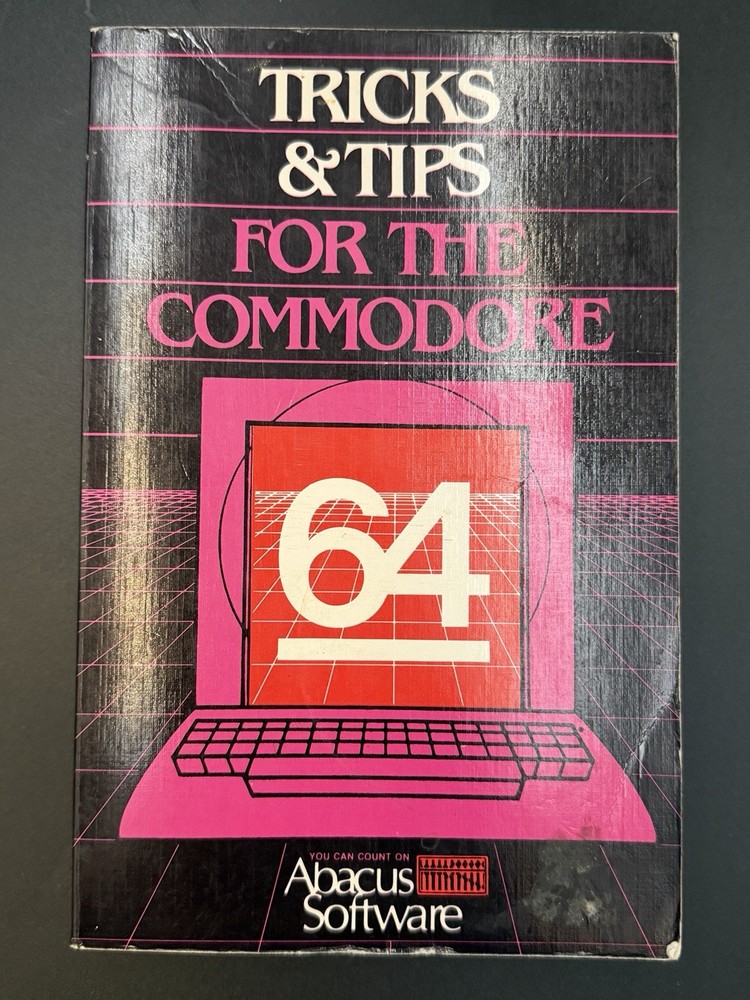 TRICKS
& TIPS
FOR THE
COMMODORE
64
YOU CAN COUNT ON
Abacus
Software